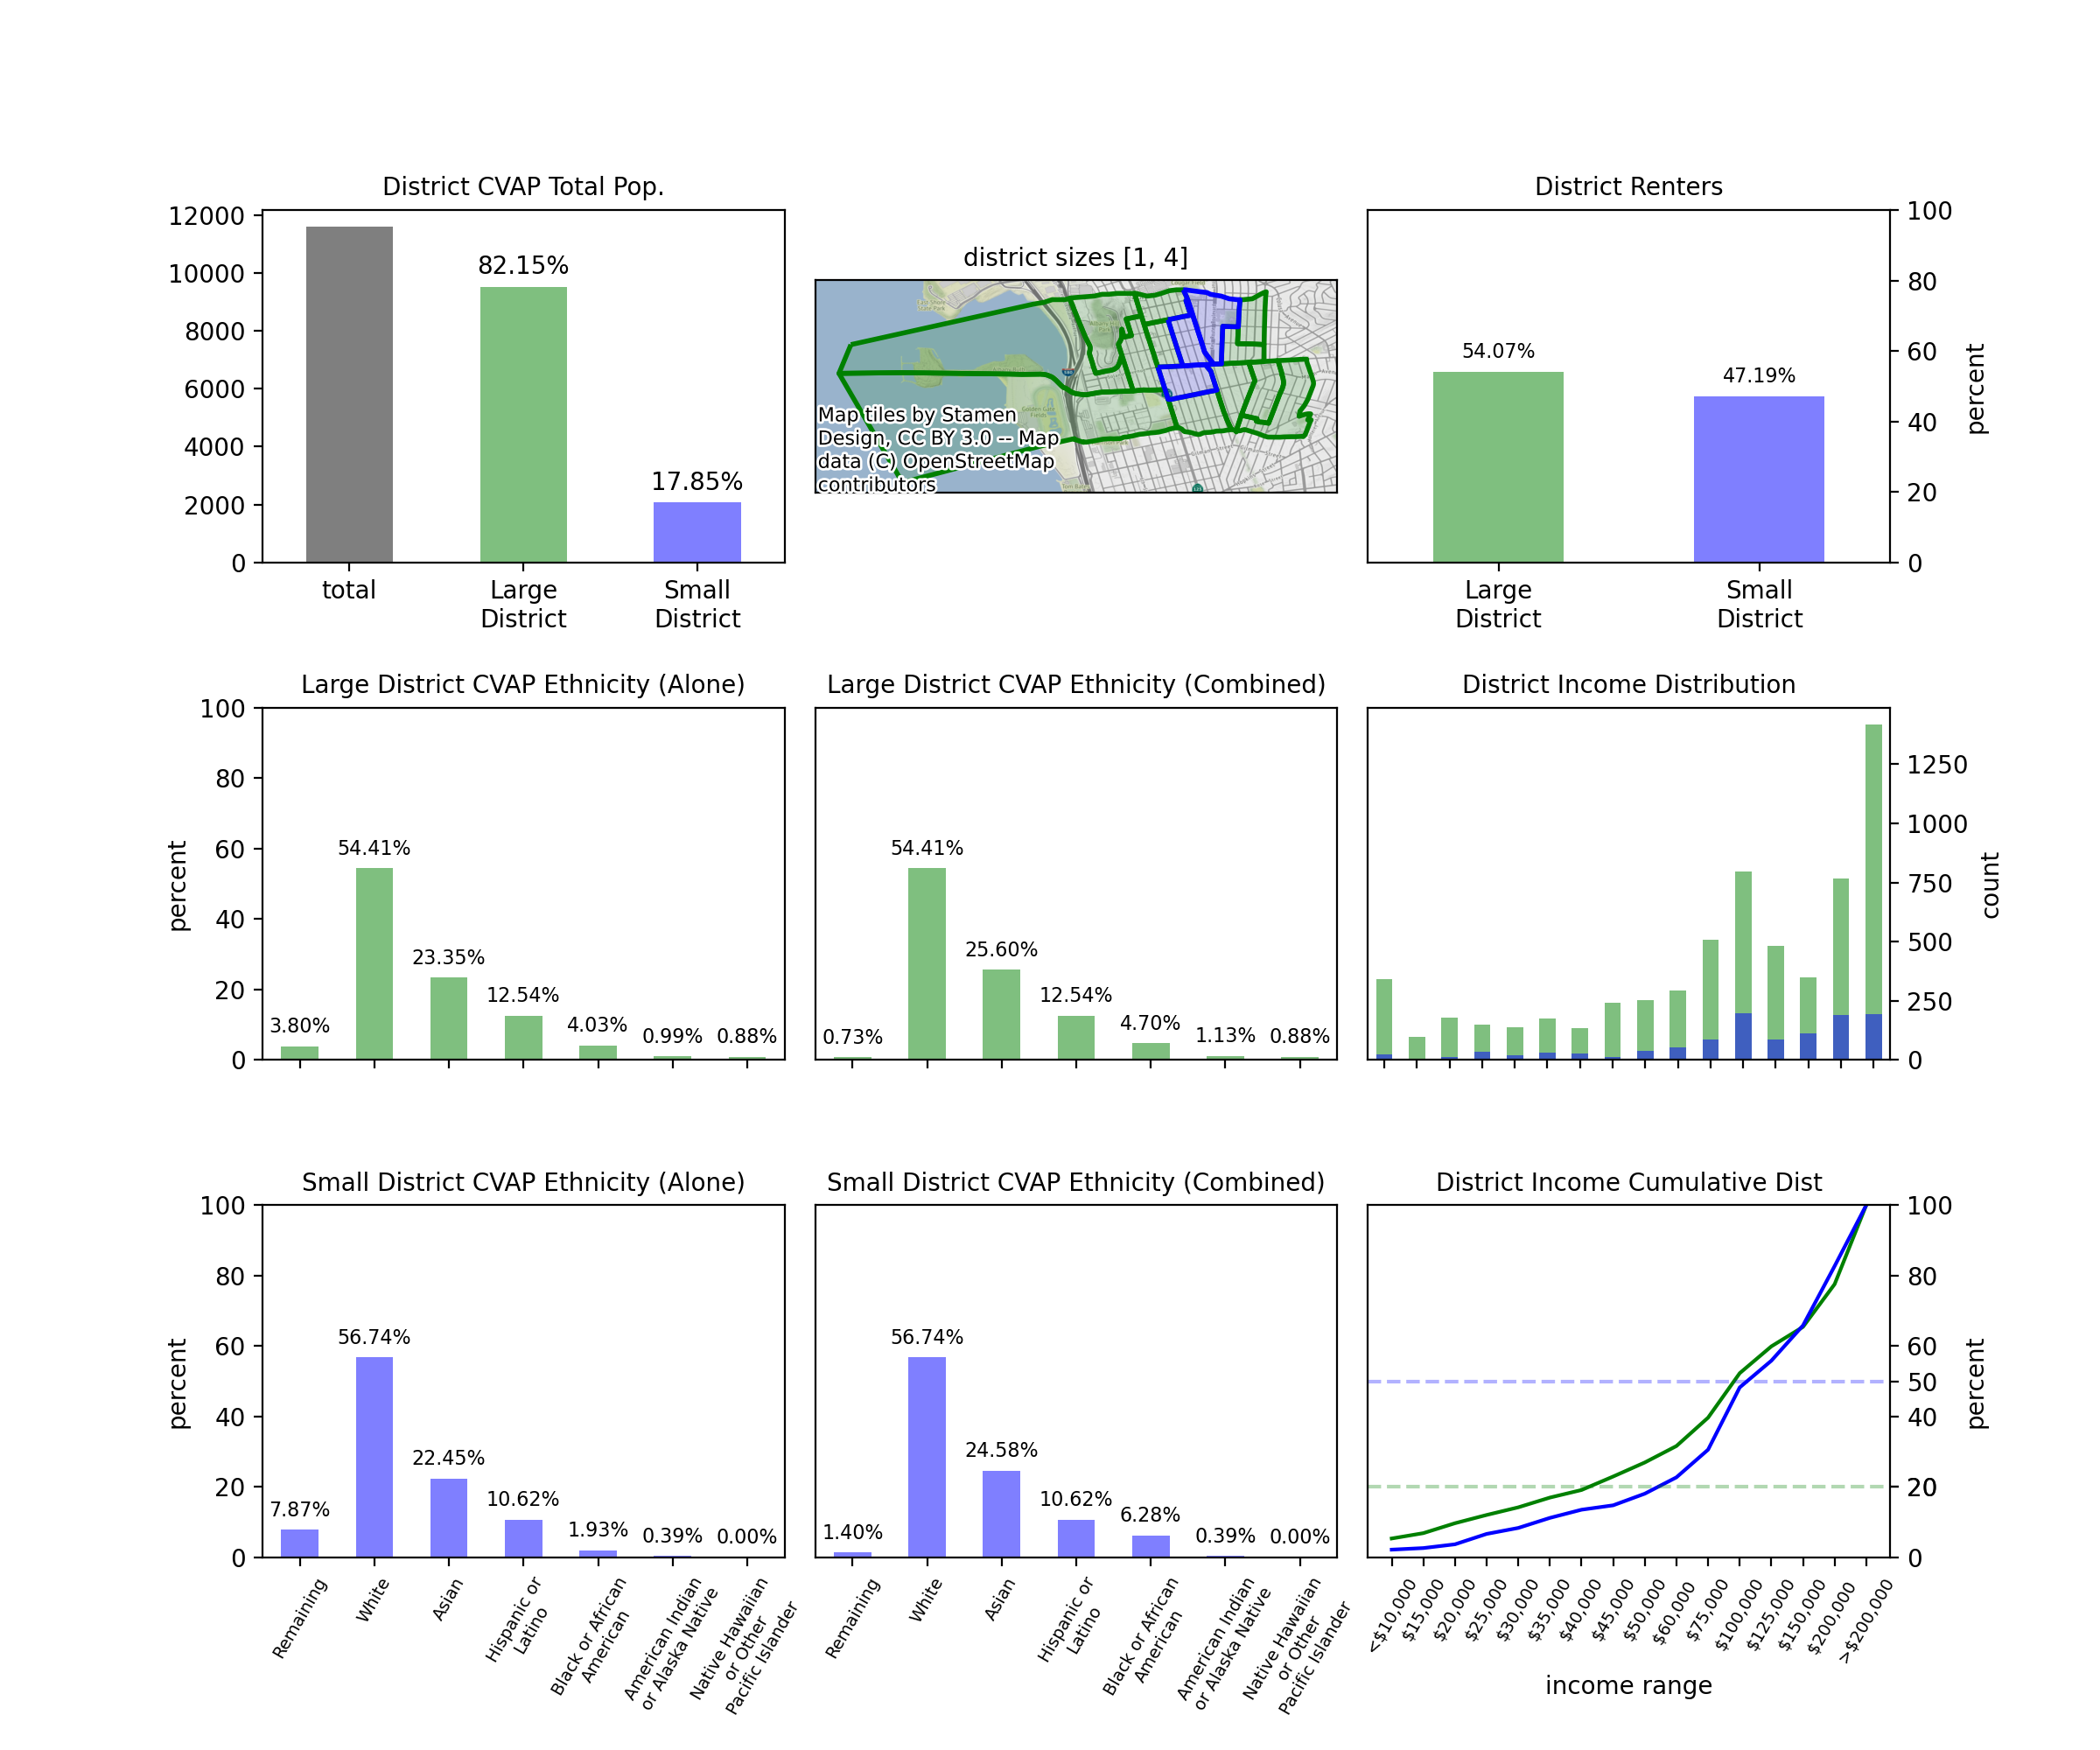 District CVAP Total Pop.
12000
10000
8000
6000
4000
2000
0
82.15%
17.85%
total
Large
District
Small
District
district sizes [1, 4]
Map tiles by Stamen
Design, CC BY 3.0 -- Map
data (C) OpenStreetMap
contributors
District Renters
54.07%
47.19%
100
80
60
40
20
0
percent
Large
District
Small
District
Large District CVAP Ethnicity (Alone)
percent
100
80
60
40
20
0
3.80%
54.41%
23.35%
12.54%
4.03%
0.99%
0.88%
Large District CVAP Ethnicity (Combined)
0.73%
54.41%
25.60%
12.54%
4.70%
1.13%
0.88%
District Income Distribution
1250
1000
750
500
250
0
count
Small District CVAP Ethnicity (Alone)
percent
100
80
60
40
20
0
7.87%
56.74%
22.45%
10.62%
1.93%
0.39%
0.00%
Remaining
White
Asian
Hispanic or
Latino
Black or African
American
American Indian
or Alaska Native
Native Hawaiian
or Other
Pacific Islander
Small District CVAP Ethnicity (Combined)
1.40%
56.74%
24.58%
10.62%
6.28%
0.39%
0.00%
Remaining
White
Asian
Hispanic or
Latino
Black or African
American
American Indian
or Alaska Native
Native Hawaiian
or Other
Pacific Islander
District Income Cumulative Dist
100
80
60
50
40
20
0
percent
<$10,000
$15,000
$20,000
$25,000
$30,000
$35,000
$40,000
$45,000
$50,000
$60,000
$75,000
$100,000
$125,000
$150,000
$200,000
>$200,000
income range